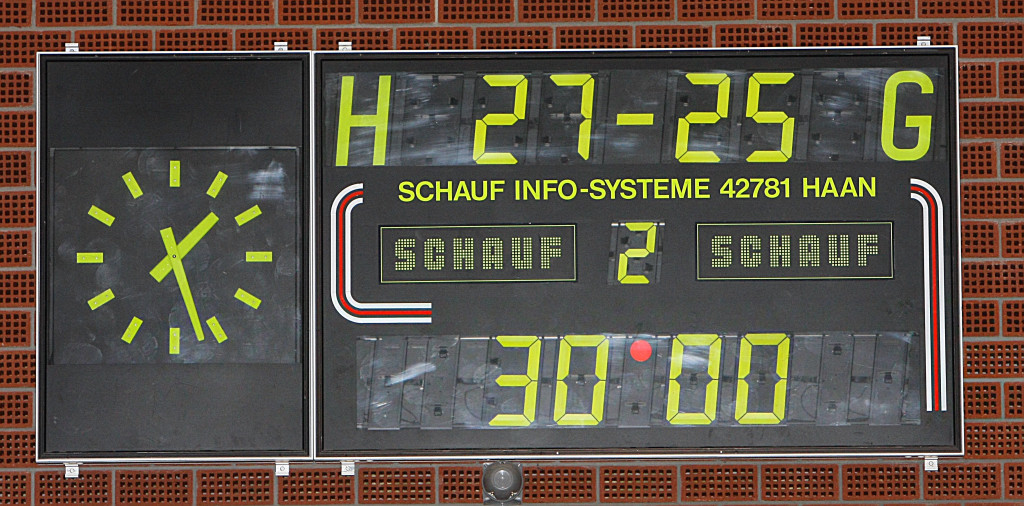 H 27-25 G
SCHAUF INFO-SYSTEME 42781 HAAN
SCHAUF 2 SCHAUF
30:00